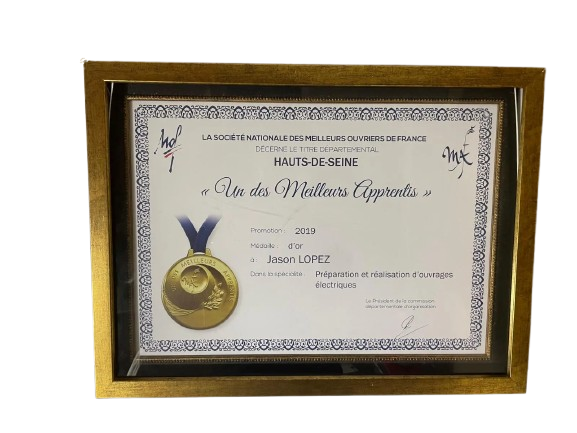 LA SOCIÉTÉ NATIONALE DES MEILLEURS OUVRIERS DE FRANCE
DÉCERNE LE TITRE DÉPARTEMENTAL
HAUTS-DE-SEINE
« Un des Meilleurs Apprentis »
Promotion : 2019
Médaille : d'or
à : Jason LOPEZ
Dans la spécialité : Préparation et réalisation d'ouvrages
électriques
Le Président de la commission
départementale d'organisation